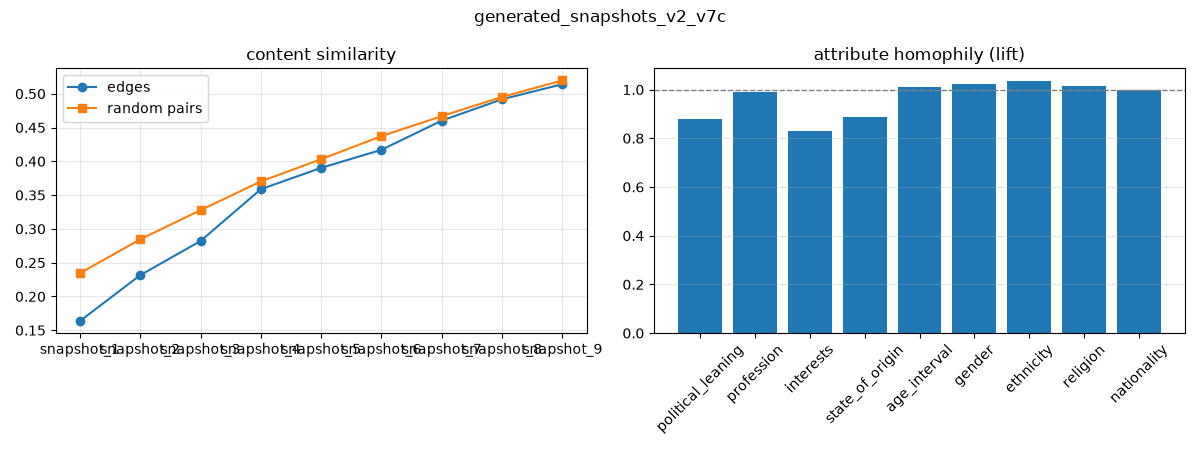 generated_snapshots_v2_v7c
content similarity
edges
random pairs
0.50
0.45
0.40
0.35
0.30
0.25
0.20
0.15
snapshot_1
snapshot_2
snapshot_3
snapshot_4
snapshot_5
snapshot_6
snapshot_7
snapshot_8
snapshot_9
attribute homophily (lift)
1.0
0.8
0.6
0.4
0.2
0.0
political_leaning
profession
interests
state_of_origin
age_interval
gender
ethnicity
religion
nationality